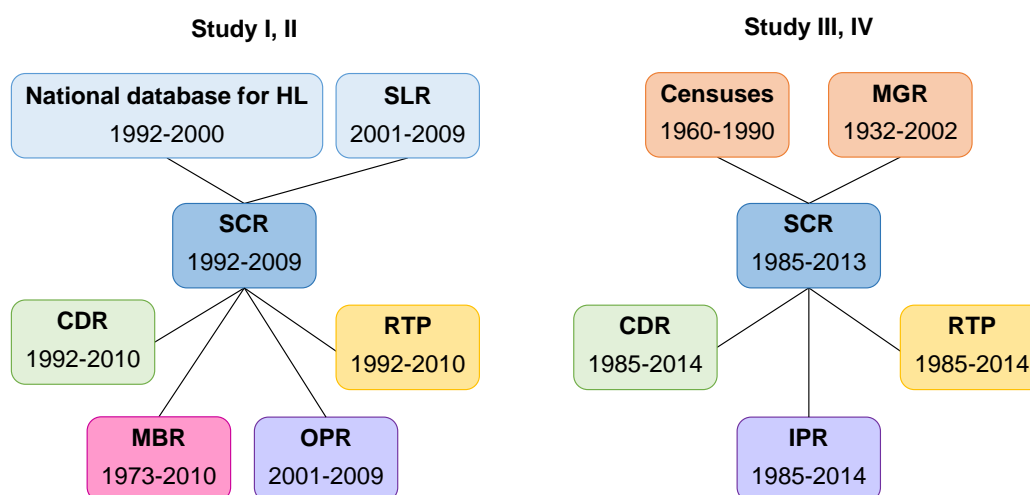 Study I, II
National database for HL
1992-2000
SLR
2001-2009
SCR
1992-2009
CDR
1992-2010
RTP
1992-2010
MBR
1973-2010
OPR
2001-2009
Study III, IV
Censuses
1960-1990
MGR
1932-2002
SCR
1985-2013
CDR
1985-2014
RTP
1985-2014
IPR
1985-2014